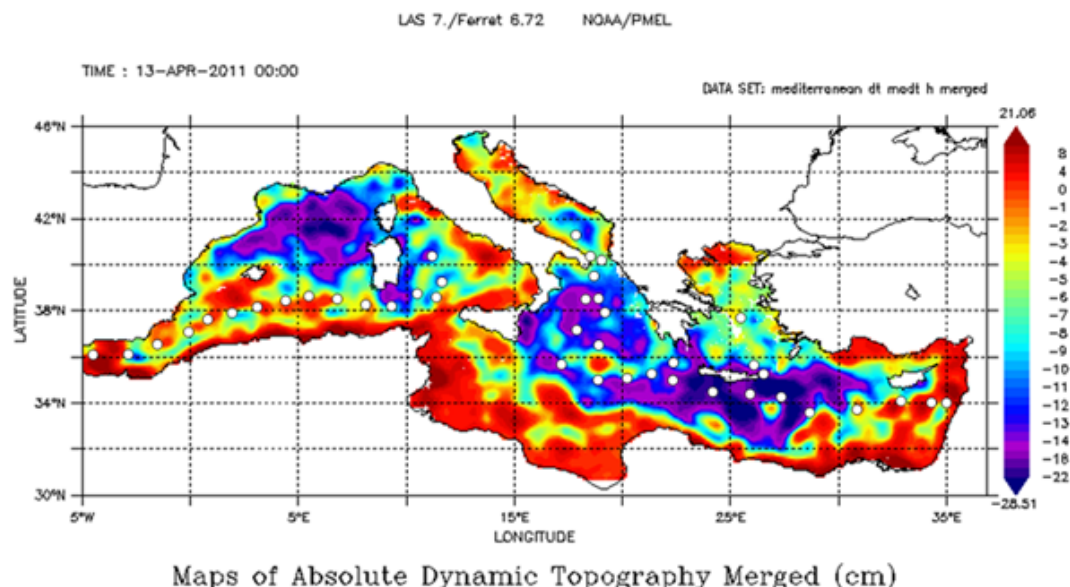 LAS 7./Ferret 6.72 NOAA/PMEL
TIME : 13-APR-2011 00:00
DATA SET: mediterranean dt madt h merged
21.06
46°N
42°N
38°N
34°N
30°N
LATITUDE
5°W
5°E
15°E
25°E
35°E
LONGITUDE
8
4
0
-1
-2
-3
-4
-5
-6
-7
-8
-9
-10
-11
-12
-13
-14
-18
-22
-28.51
Maps of Absolute Dynamic Topography Merged (cm)